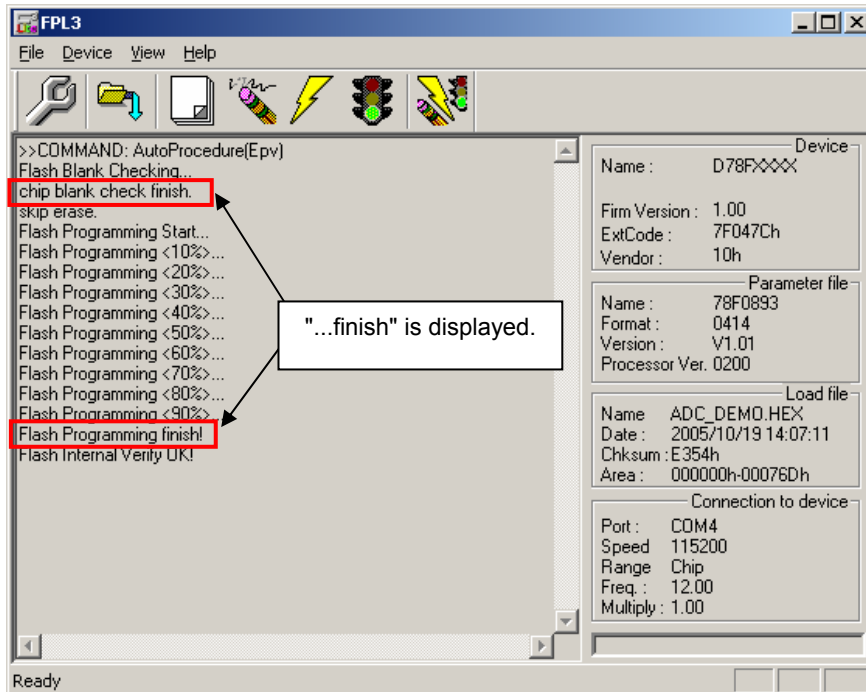 FPL3
File Device View Help
>>COMMAND: AutoProcedure(Epv)
Flash Blank Checking...
chip blank check finish.
skip erase.
Flash Programming Start...
Flash Programming <10%>...
Flash Programming <20%>...
Flash Programming <30%>...
Flash Programming <40%>...
Flash Programming <50%>...
Flash Programming <60%>...
Flash Programming <70%>...
Flash Programming <80%>...
Flash Programming <90%>...
Flash Programming finish!
Flash Internal Verify OK!
"...finish" is displayed.
Device
Name : D78FXXXX
Firm Version : 1.00
ExtCode : 7F047Ch
Vendor : 10h
Parameter file
Name : 78F0893
Format : 0414
Version : V1.01
Processor Ver. 0200
Load file
Name ADC_DEMO.HEX
Date : 2005/10/19 14:07:11
Chksum : E354h
Area : 000000h-00076Dh
Connection to device
Port : COM4
Speed 115200
Range Chip
Freq. : 12.00
Multiply : 1.00
Ready